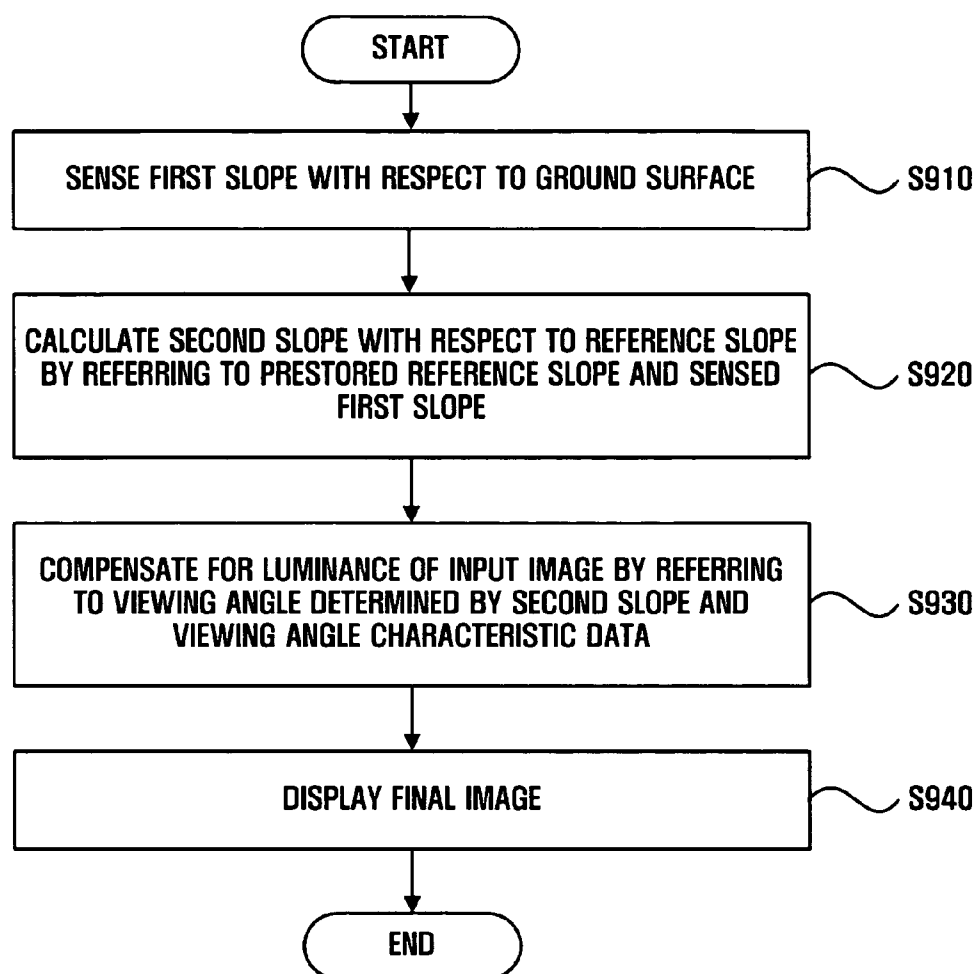 START
SENSE FIRST SLOPE WITH RESPECT TO GROUND SURFACE
S910
CALCULATE SECOND SLOPE WITH RESPECT TO REFERENCE SLOPE
BY REFERRING TO PRESTORED REFERENCE SLOPE AND SENSED
FIRST SLOPE
S920
COMPENSATE FOR LUMINANCE OF INPUT IMAGE BY REFERRING
TO VIEWING ANGLE DETERMINED BY SECOND SLOPE AND
VIEWING ANGLE CHARACTERISTIC DATA
S930
DISPLAY FINAL IMAGE
S940
END